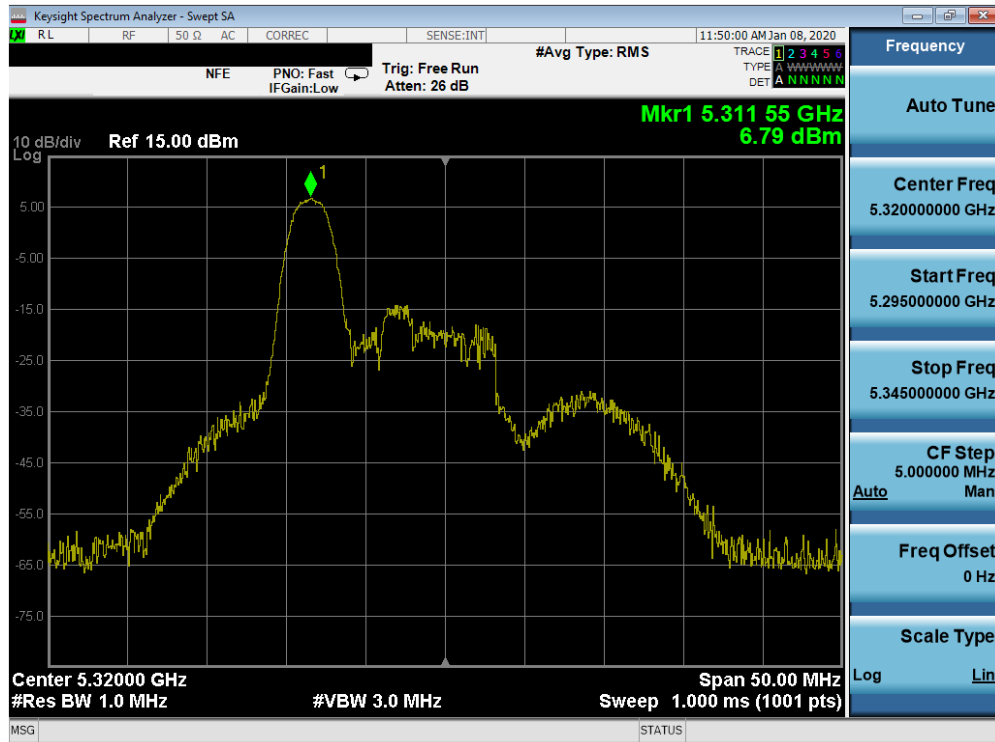 Keysight Spectrum Analyzer - Swept SA
LXI RL RF 50 Ω AC CORREC SENSE:INT 11:50:00 AM Jan 08, 2020
#Avg Type: RMS
TRACE 1 2 3 4 5 6
TYPE A WWWWW
DET A N N N N N
NFE PNO: Fast Trig: Free Run
IFGain:Low Atten: 26 dB
Mkr1 5.311 55 GHz
6.79 dBm
10 dB/div Ref 15.00 dBm
Log
1
5.00
-5.00
-15.0
-25.0
-35.0
-45.0
-55.0
-65.0
-75.0
Center 5.32000 GHz Span 50.00 MHz
#Res BW 1.0 MHz #VBW 3.0 MHz Sweep 1.000 ms (1001 pts)
MSG STATUS
Frequency
Auto Tune
Center Freq
5.320000000 GHz
Start Freq
5.295000000 GHz
Stop Freq
5.345000000 GHz
CF Step
5.000000 MHz
Auto Man
Freq Offset
0 Hz
Scale Type
Log Lin